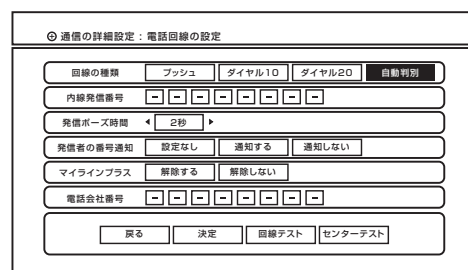 ⊕ 通信の詳細設定：電話回線の設定
回線の種類 プッシュ ダイヤル10 ダイヤル20 自動判別
内線発信番号 - - - - - - - -
発信ポーズ時間 2秒
発信者の番号通知 設定なし 通知する 通知しない
マイラインプラス 解除する 解除しない
電話会社番号 - - - - - - - -
戻る 決定 回線テスト センターテスト